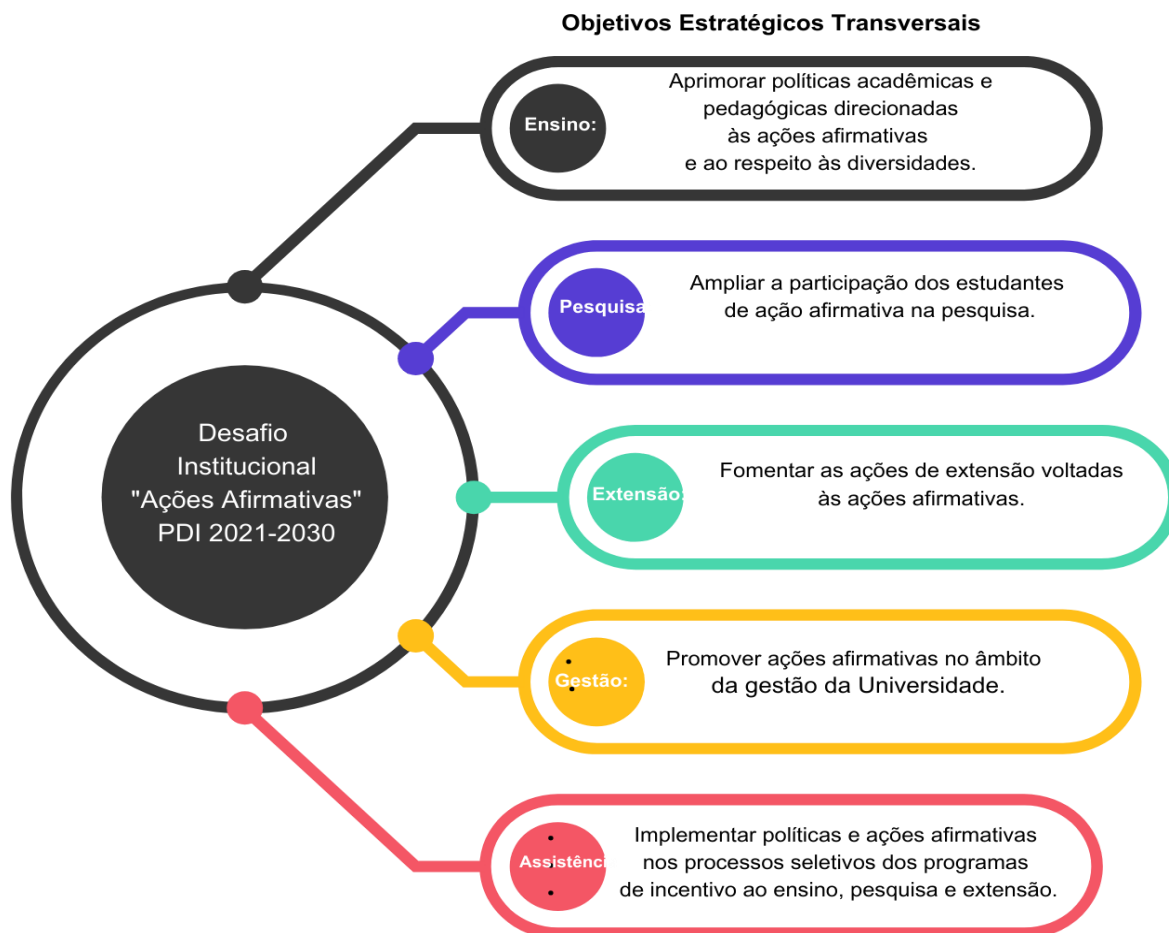 Objetivos Estratégicos Transversais
Ensino:
Aprimorar políticas acadêmicas e
pedagógicas direcionadas
às ações afirmativas
e ao respeito às diversidades.
Pesquisa
Ampliar a participação dos estudantes
de ação afirmativa na pesquisa.
Desafio
Institucional
"Ações Afirmativas"
PDI 2021-2030
Extensão:
Fomentar as ações de extensão voltadas
às ações afirmativas.
Gestão:
Promover ações afirmativas no âmbito
da gestão da Universidade.
Assistênci
Implementar políticas e ações afirmativas
nos processos seletivos dos programas
de incentivo ao ensino, pesquisa e extensão.